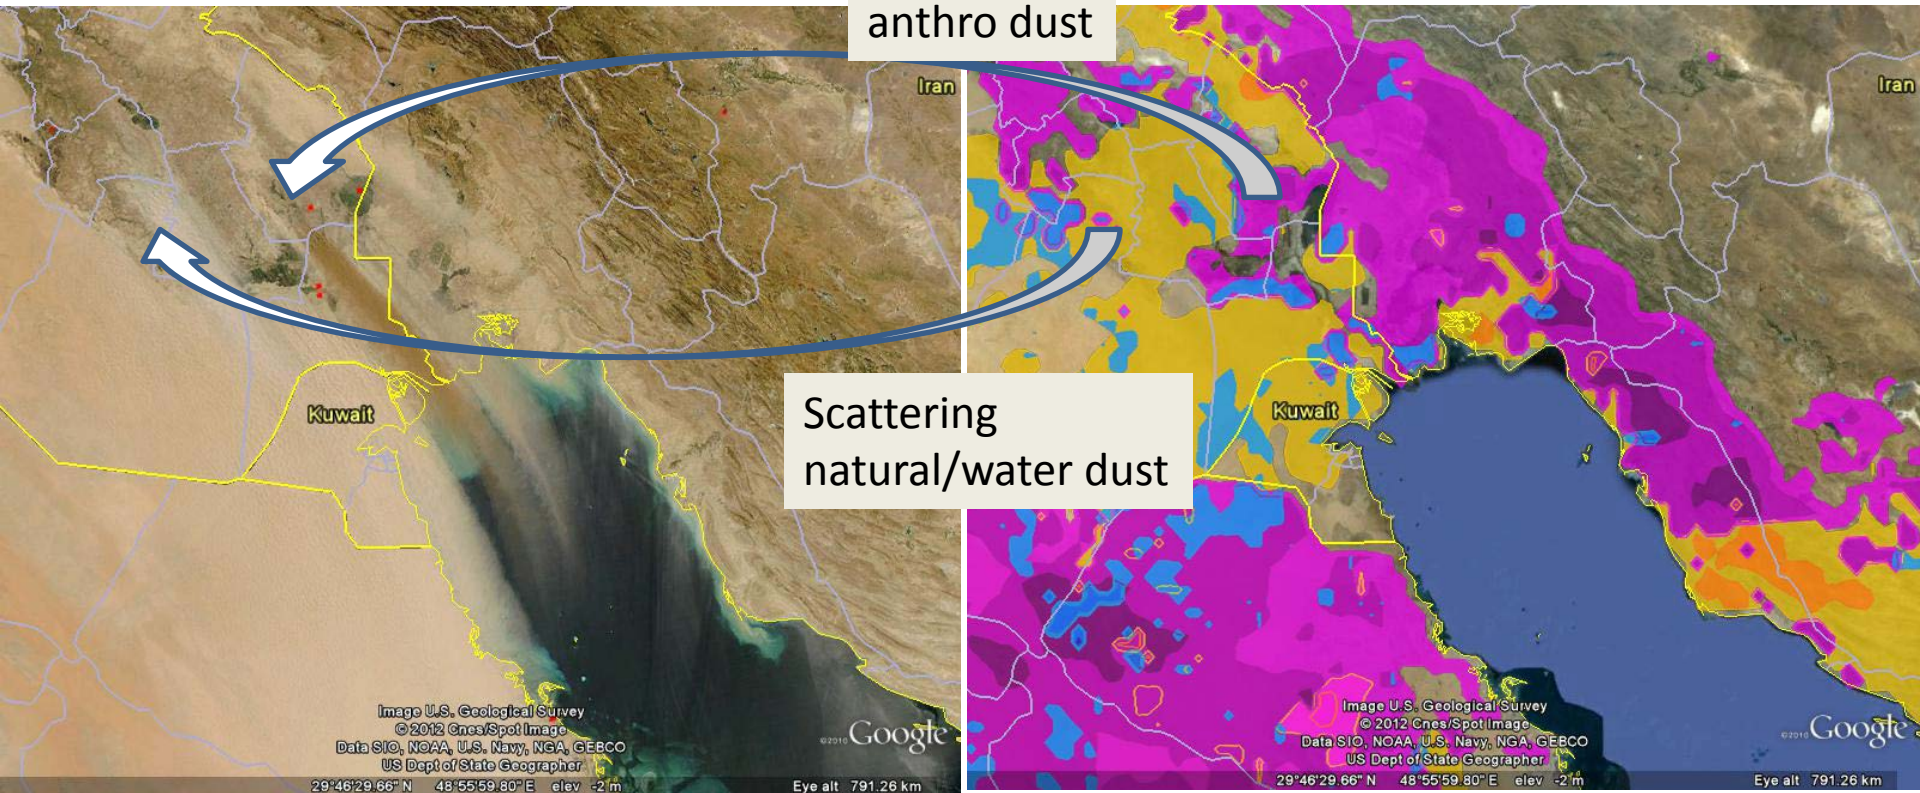 anthro dust
Iran
Iran
Kuwait
Kuwait
Scattering
natural/water dust
Image U.S. Geological Survey
© 2012 Cnes/Spot Image
Data SIO, NOAA, U.S. Navy, NGA, GEBCO
US Dept of State Geographer
©2010 Google
29°46'29.66" N 48°55'59.80" E elev -2 m
Eye alt 791.26 km
Image U.S. Geological Survey
© 2012 Cnes/Spot Image
Data SIO, NOAA, U.S. Navy, NGA, GEBCO
US Dept of State Geographer
©2010 Google
29°46'29.66" N 48°55'59.80" E elev -2 m
Eye alt 791.26 km